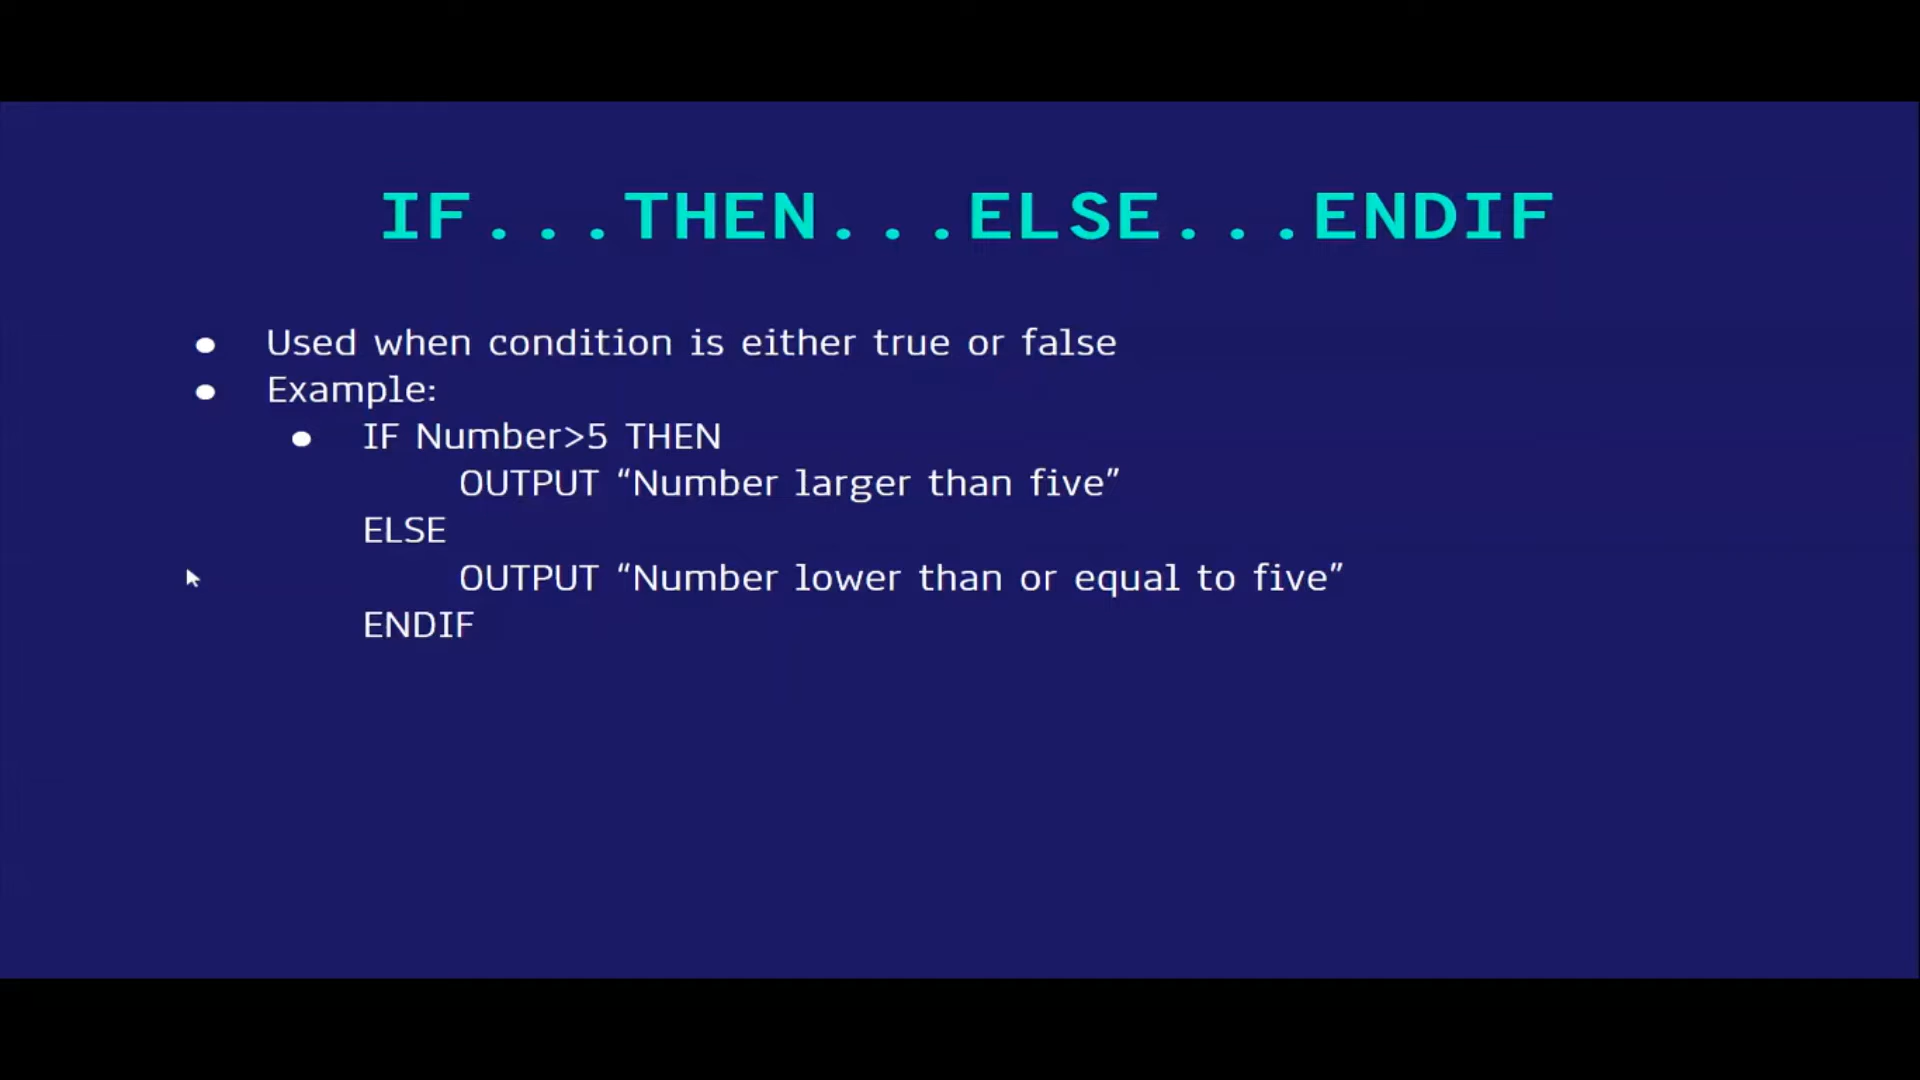 IF...THEN...ELSE...ENDIF
● Used when condition is either true or false
● Example:
● IF Number>5 THEN
OUTPUT “Number larger than five”
ELSE
OUTPUT “Number lower than or equal to five”
ENDIF